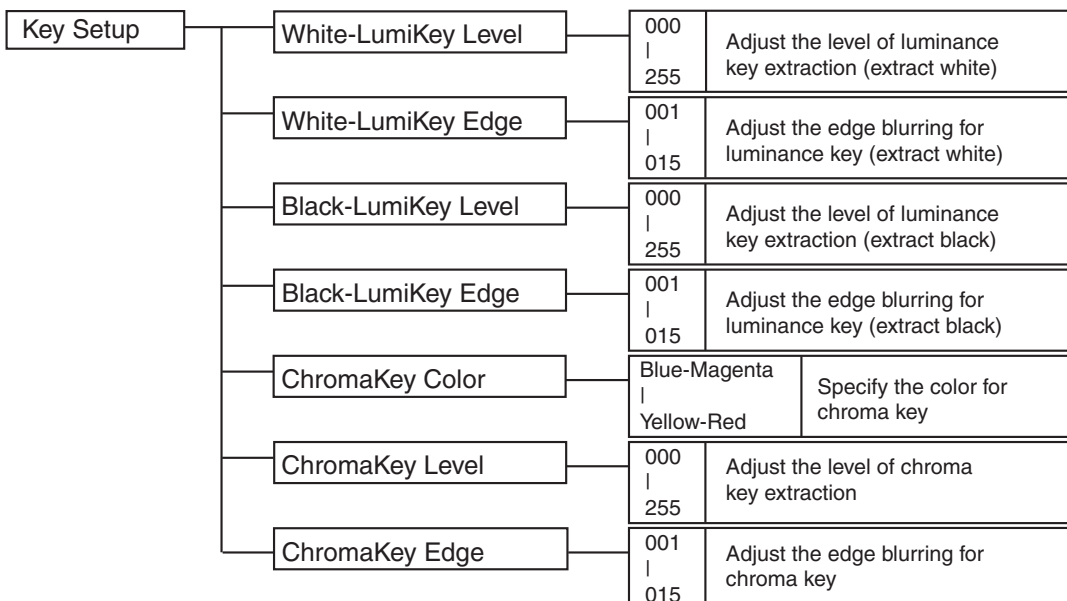 Key Setup
White-LumiKey Level
000
|
255
Adjust the level of luminance
key extraction (extract white)
White-LumiKey Edge
001
|
015
Adjust the edge blurring for
luminance key (extract white)
Black-LumiKey Level
000
|
255
Adjust the level of luminance
key extraction (extract black)
Black-LumiKey Edge
001
|
015
Adjust the edge blurring for
luminance key (extract black)
ChromaKey Color
Blue-Magenta
|
Yellow-Red
Specify the color for
chroma key
ChromaKey Level
000
|
255
Adjust the level of chroma
key extraction
ChromaKey Edge
001
|
015
Adjust the edge blurring for
chroma key